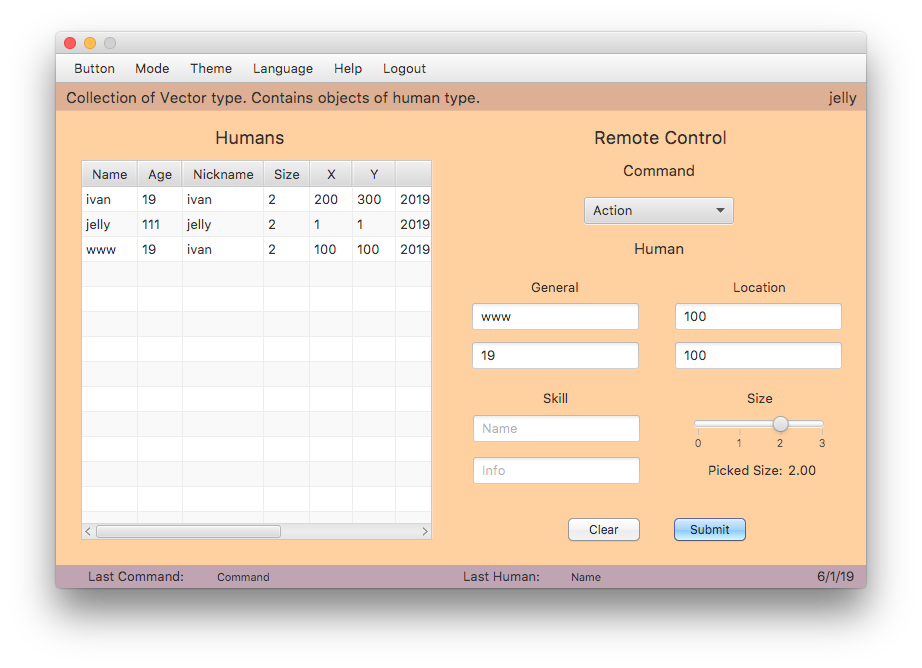 Button Mode Theme Language Help Logout
Collection of Vector type. Contains objects of human type. jelly
Humans
Name Age Nickname Size X Y
ivan 19 ivan 2 200 300 2019
jelly 111 jelly 2 1 1 2019
www 19 ivan 2 100 100 2019
Remote Control
Command
Action
Human
General Location
www 100
19 100
Skill Size
Name
0 1 2 3
Info Picked Size: 2.00
Clear Submit
Last Command: Command Last Human: Name 6/1/19